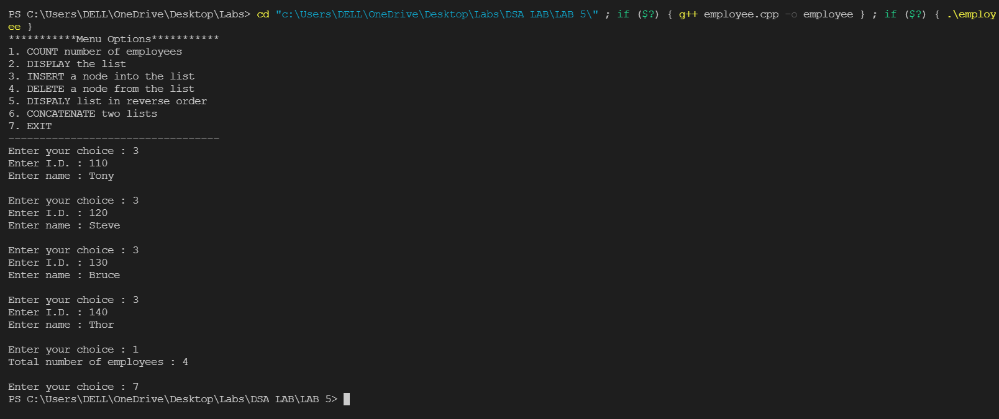 PS C:\Users\DELL\OneDrive\Desktop\Labs> cd "c:\Users\DELL\OneDrive\Desktop\Labs\DSA LAB\LAB 5\" ; if ($?) { g++ employee.cpp -o employee } ; if ($?) { .\employ
ee }
***********Menu Options***********
1. COUNT number of employees
2. DISPLAY the list
3. INSERT a node into the list
4. DELETE a node from the list
5. DISPALY list in reverse order
6. CONCATENATE two lists
7. EXIT
----------------------------------
Enter your choice : 3
Enter I.D. : 110
Enter name : Tony

Enter your choice : 3
Enter I.D. : 120
Enter name : Steve

Enter your choice : 3
Enter I.D. : 130
Enter name : Bruce

Enter your choice : 3
Enter I.D. : 140
Enter name : Thor

Enter your choice : 1
Total number of employees : 4

Enter your choice : 7
PS C:\Users\DELL\OneDrive\Desktop\Labs\DSA LAB\LAB 5>